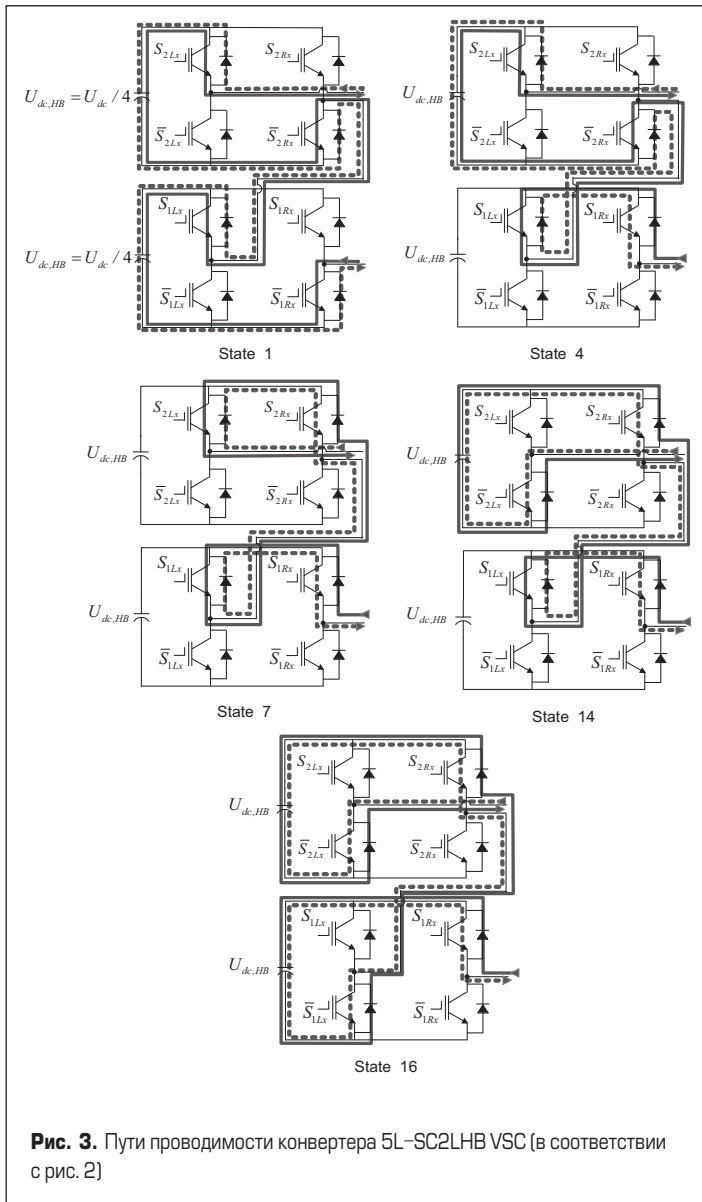 S2Lx S2Rx
Udc,HB = Udc / 4
S̅2Lx S̅2Rx
S1Lx S1Rx
Udc,HB = Udc / 4
S̅1Lx S̅1Rx
State 1
S2Lx S2Rx
Udc,HB
S̅2Lx S̅2Rx
S1Lx S1Rx
Udc,HB
S̅1Lx S̅1Rx
State 4
S2Lx S2Rx
Udc,HB
S̅2Lx S̅2Rx
S1Lx S1Rx
Udc,HB
S̅1Lx S̅1Rx
State 7
S2Lx S2Rx
Udc,HB
S̅2Lx S̅2Rx
S1Lx S1Rx
Udc,HB
S̅1Lx S̅1Rx
State 14
S2Lx S2Rx
Udc,HB
S̅2Lx S̅2Rx
S1Lx S1Rx
Udc,HB
S̅1Lx S̅1Rx
State 16
Рис. 3. Пути проводимости конвертера 5L–SC2LHB VSC (в соответствии
с рис. 2)